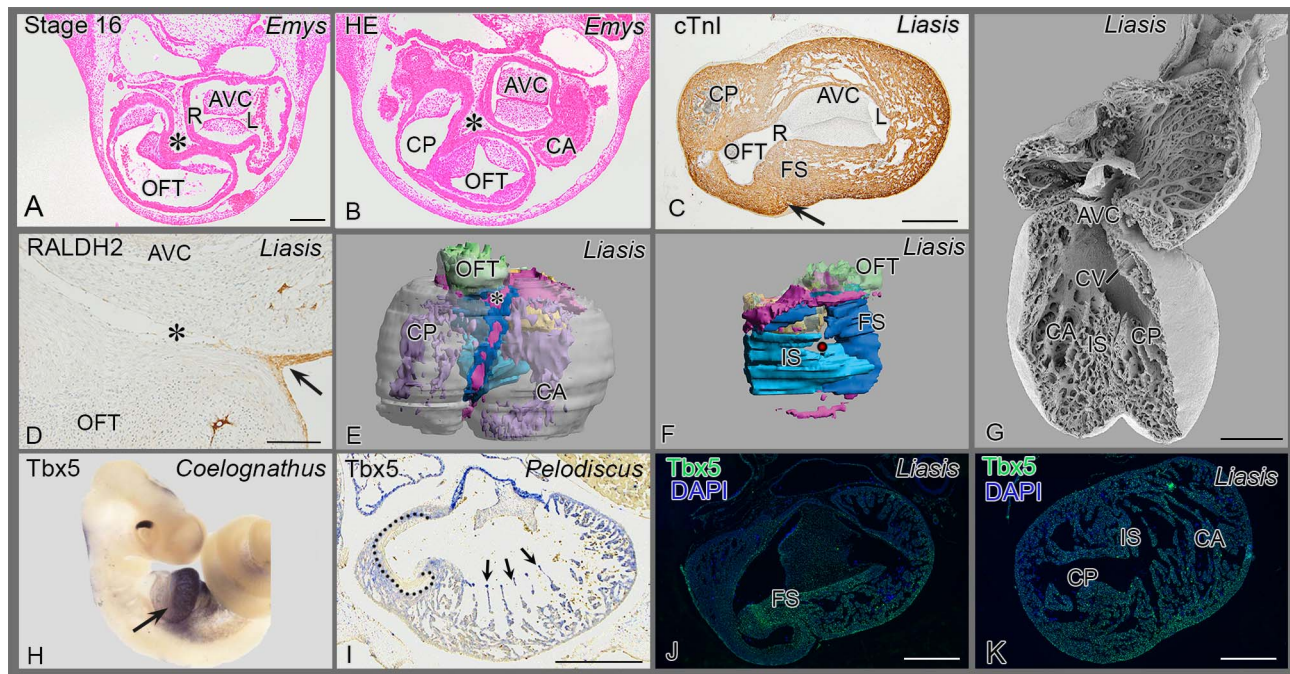 Stage 16
Emys
R
AVC
L
*
OFT
A
HE
Emys
AVC
*
CP
CA
OFT
B
cTnI
Liasis
CP
AVC
R
L
OFT
FS
C
Liasis
AVC
CV
CA
IS
CP
G
RALDH2
Liasis
AVC
*
OFT
D
Liasis
OFT
*
CP
CA
E
Liasis
OFT
FS
IS
F
Tbx5
Coelognathus
H
Tbx5
Pelodiscus
I
Tbx5
DAPI
Liasis
FS
J
Tbx5
DAPI
Liasis
IS
CA
CP
K